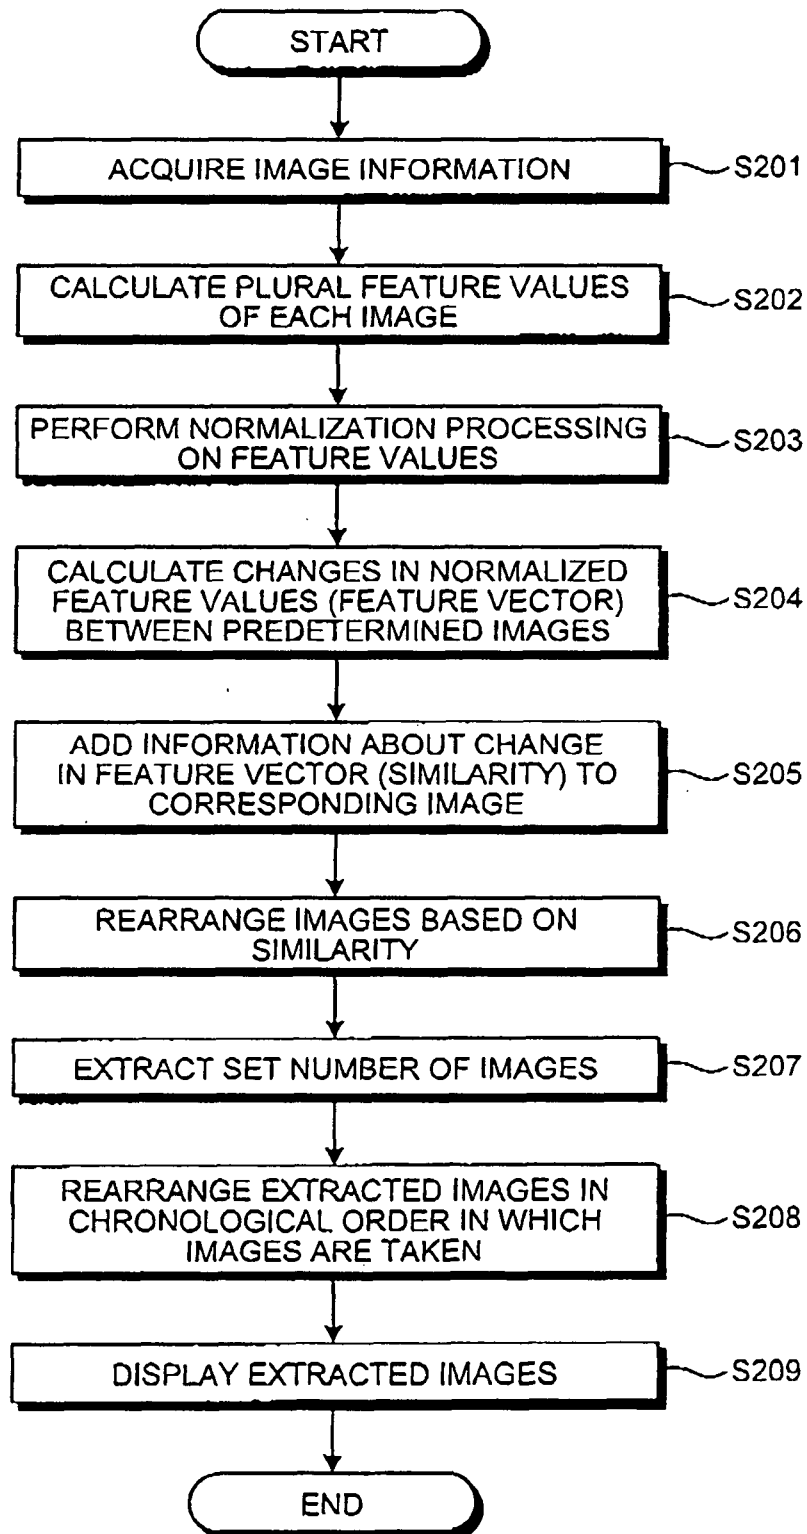 START
ACQUIRE IMAGE INFORMATION
S201
CALCULATE PLURAL FEATURE VALUES
OF EACH IMAGE
S202
PERFORM NORMALIZATION PROCESSING
ON FEATURE VALUES
S203
CALCULATE CHANGES IN NORMALIZED
FEATURE VALUES (FEATURE VECTOR)
BETWEEN PREDETERMINED IMAGES
S204
ADD INFORMATION ABOUT CHANGE
IN FEATURE VECTOR (SIMILARITY) TO
CORRESPONDING IMAGE
S205
REARRANGE IMAGES BASED ON
SIMILARITY
S206
EXTRACT SET NUMBER OF IMAGES
S207
REARRANGE EXTRACTED IMAGES IN
CHRONOLOGICAL ORDER IN WHICH
IMAGES ARE TAKEN
S208
DISPLAY EXTRACTED IMAGES
S209
END